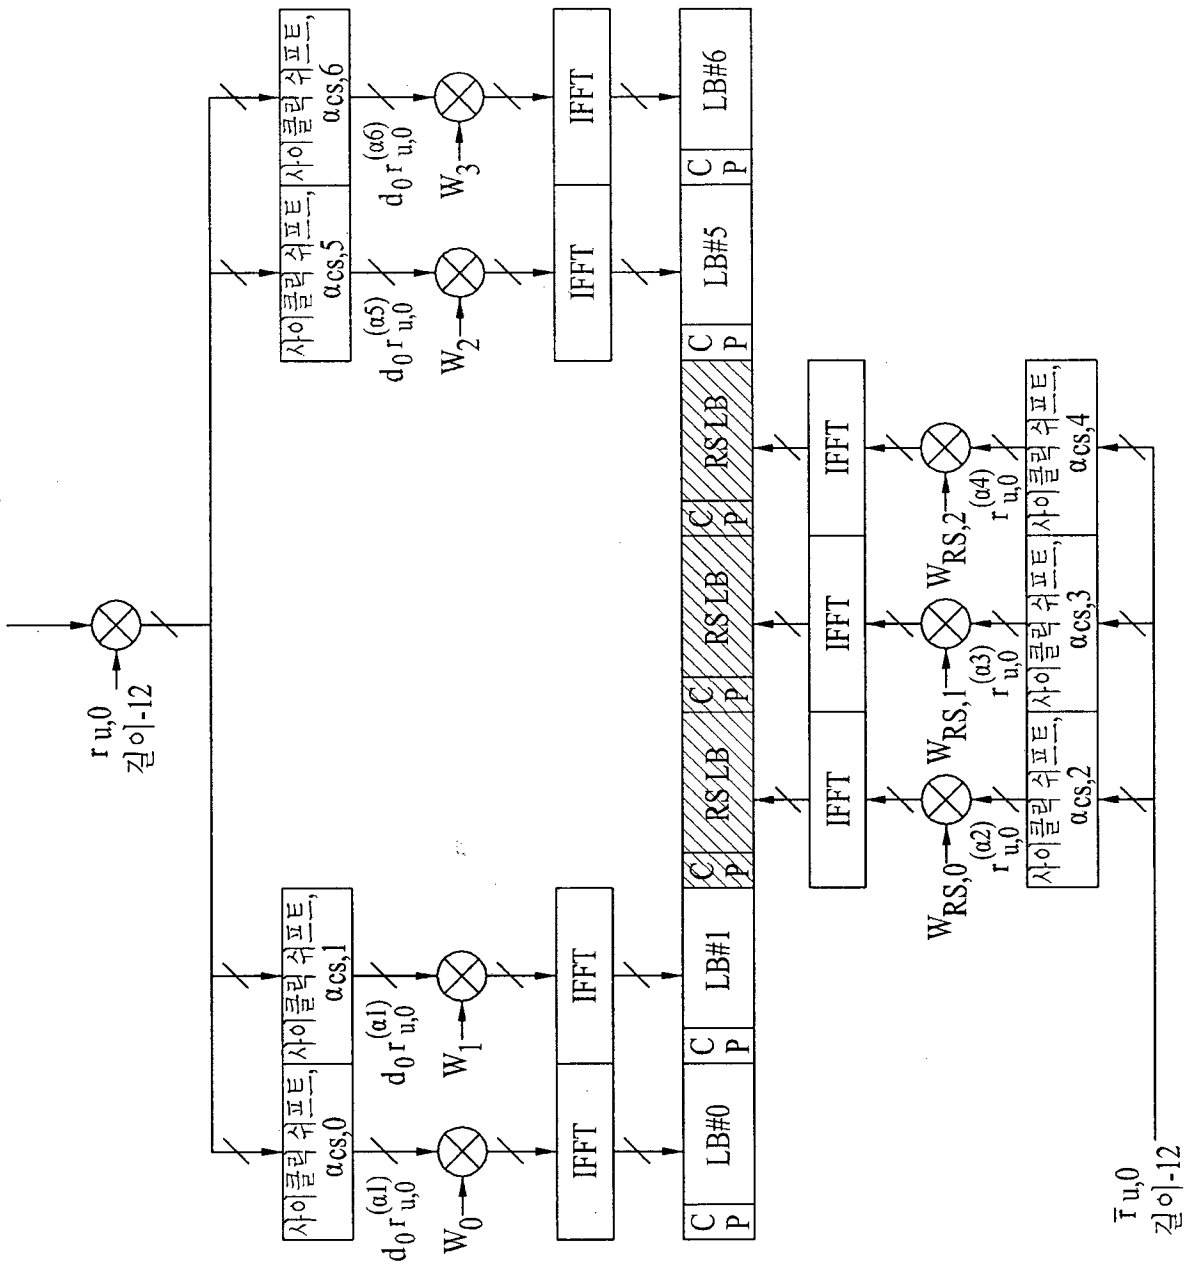 r u,0
길이-12
사이클릭 쉬프트,
αcs,0
사이클릭 쉬프트,
αcs,1
사이클릭 쉬프트,
αcs,5
사이클릭 쉬프트,
αcs,6
d0 r u,0 (α1)
d0 r u,0 (α1)
d0 r u,0 (α5)
d0 r u,0 (α6)
W0
W1
W2
W3
IFFT
IFFT
IFFT
IFFT
CP
LB#0
CP
LB#1
CP
RS LB
CP
RS LB
CP
RS LB
CP
LB#5
CP
LB#6
IFFT
IFFT
IFFT
WRS,0
WRS,1
WRS,2
r u,0 (α2)
r u,0 (α3)
r u,0 (α4)
사이클릭 쉬프트,
αcs,2
사이클릭 쉬프트,
αcs,3
사이클릭 쉬프트,
αcs,4
r̅ u,0
길이-12